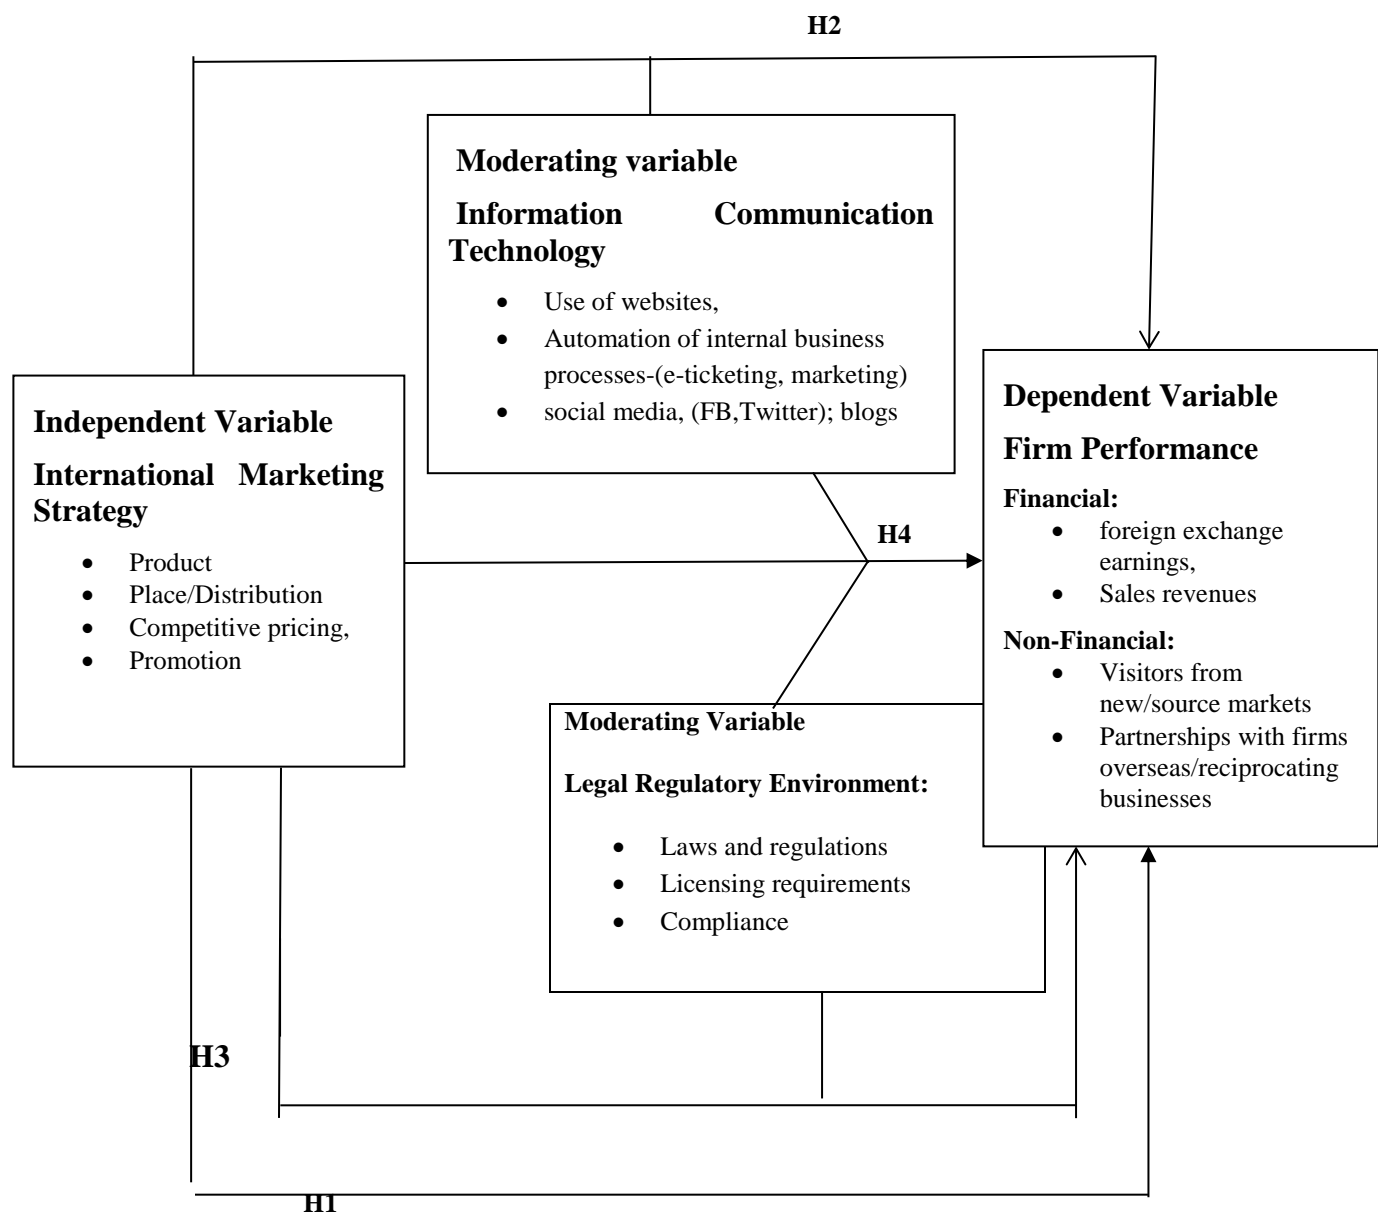 H2
Moderating variable
Information Communication
Technology
• Use of websites,
• Automation of internal business
processes-(e-ticketing, marketing)
• social media, (FB,Twitter); blogs
Independent Variable
International Marketing
Strategy
• Product
• Place/Distribution
• Competitive pricing,
• Promotion
H4
Dependent Variable
Firm Performance
Financial:
• foreign exchange
earnings,
• Sales revenues
Non-Financial:
• Visitors from
new/source markets
• Partnerships with firms
overseas/reciprocating
businesses
Moderating Variable
Legal Regulatory Environment:
• Laws and regulations
• Licensing requirements
• Compliance
H3
H1